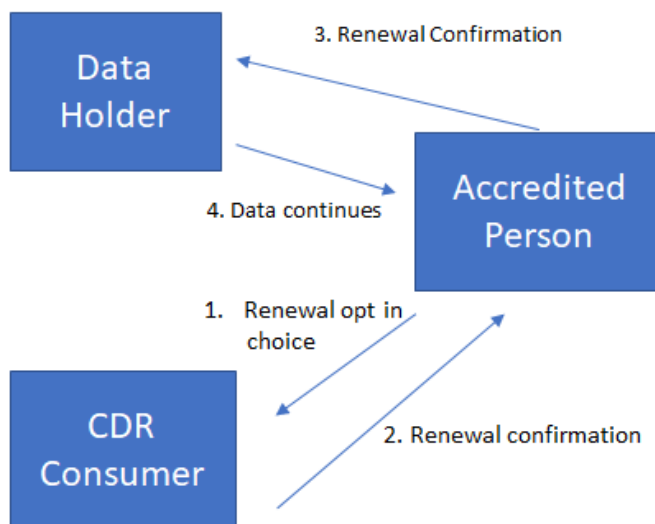 Data
Holder
3. Renewal Confirmation
Accredited
Person
4. Data continues
1. Renewal opt in
choice
CDR
Consumer
2. Renewal confirmation